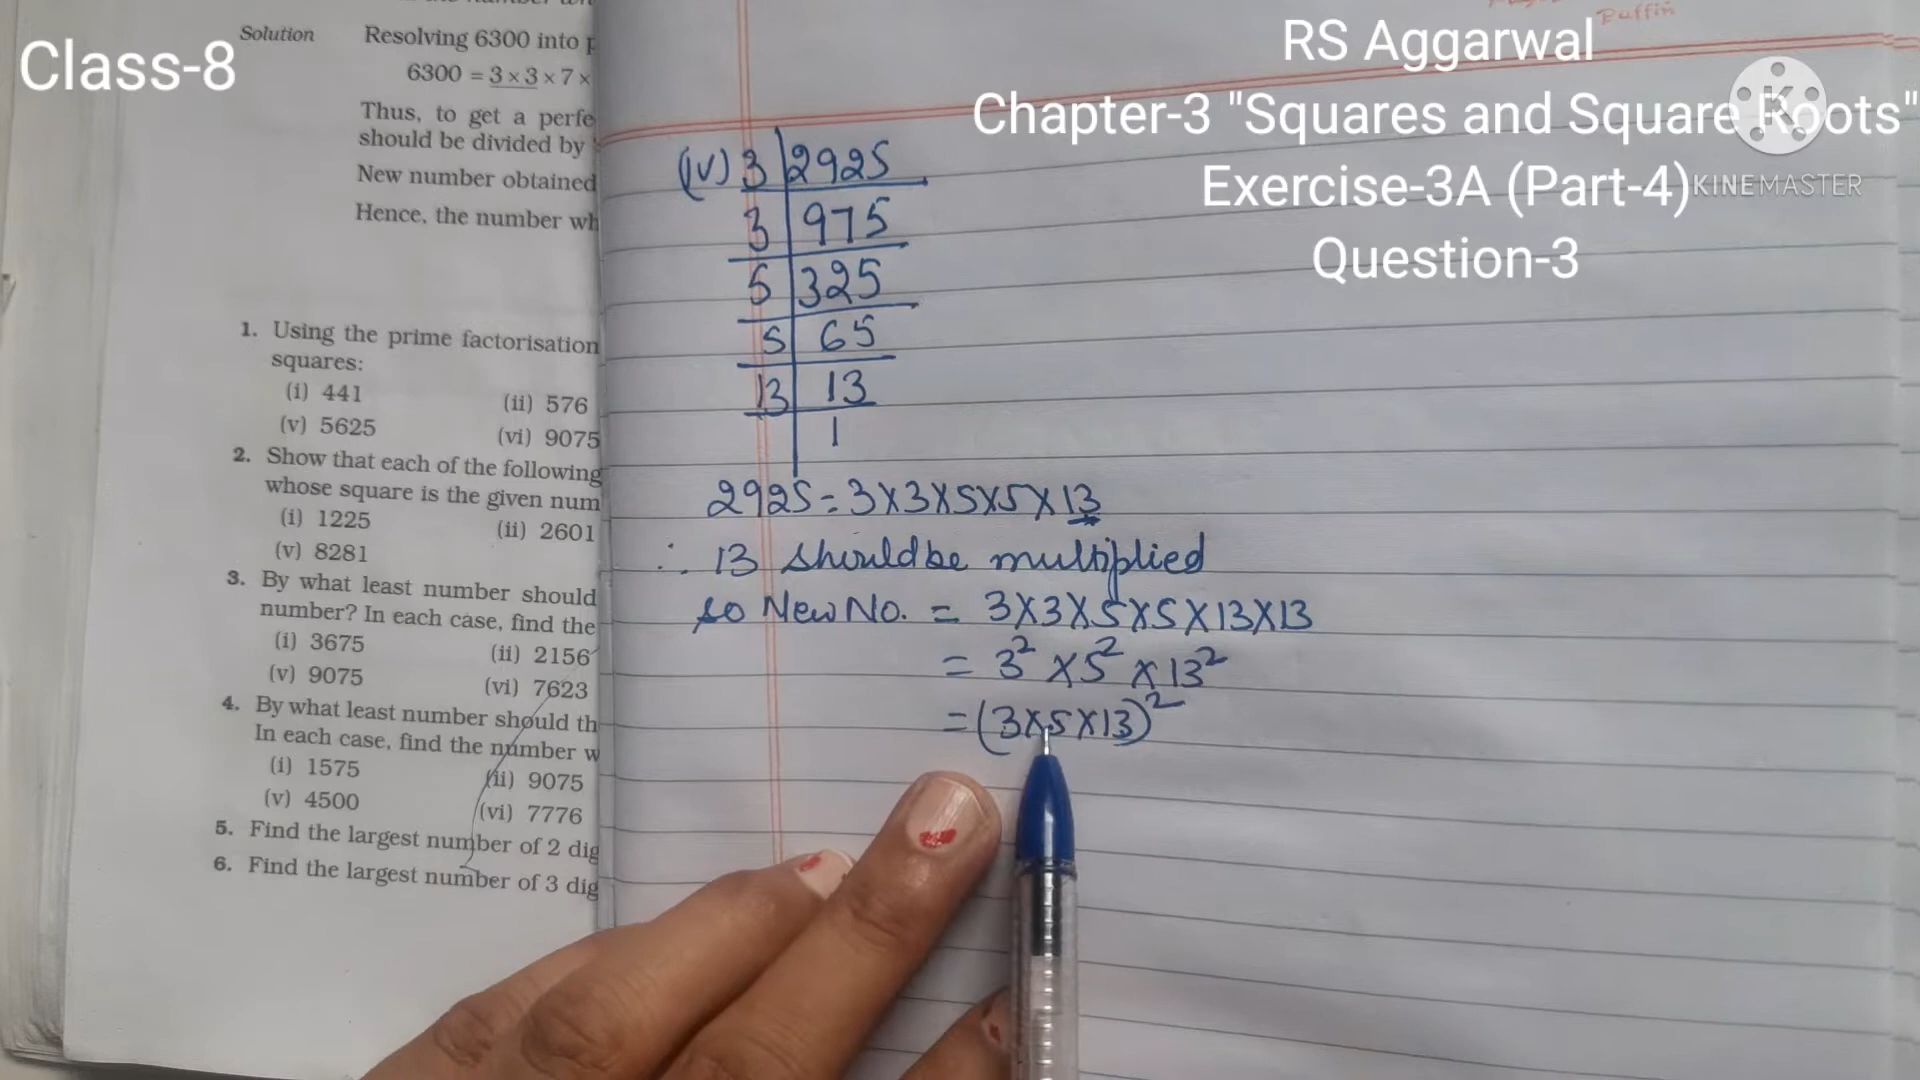 Class-8
RS Aggarwal
Chapter-3 "Squares and Square Roots"
Exercise-3A (Part-4)
Question-3
KINEMASTER
Puffin
Solution Resolving 6300 into p
6300 = 3 × 3 × 7 ×
Thus, to get a perfe
should be divided by
New number obtained
Hence, the number wh
1. Using the prime factorisation
squares:
(i) 441 (ii) 576
(v) 5625 (vi) 9075
2. Show that each of the following
whose square is the given num
(i) 1225 (ii) 2601
(v) 8281
3. By what least number should
number? In each case, find the
(i) 3675 (ii) 2156
(v) 9075 (vi) 7623
4. By what least number should th
In each case, find the number w
(i) 1575 (ii) 9075
(v) 4500 (vi) 7776
5. Find the largest number of 2 dig
6. Find the largest number of 3 dig
(iv) 3 | 2925
3 | 975
5 | 325
5 | 65
13 | 13
1
2925 = 3×3×5×5×13
∴ 13 should be multiplied
so New No. = 3×3×5×5×13×13
= 3² × 5² × 13²
= (3×5×13)²